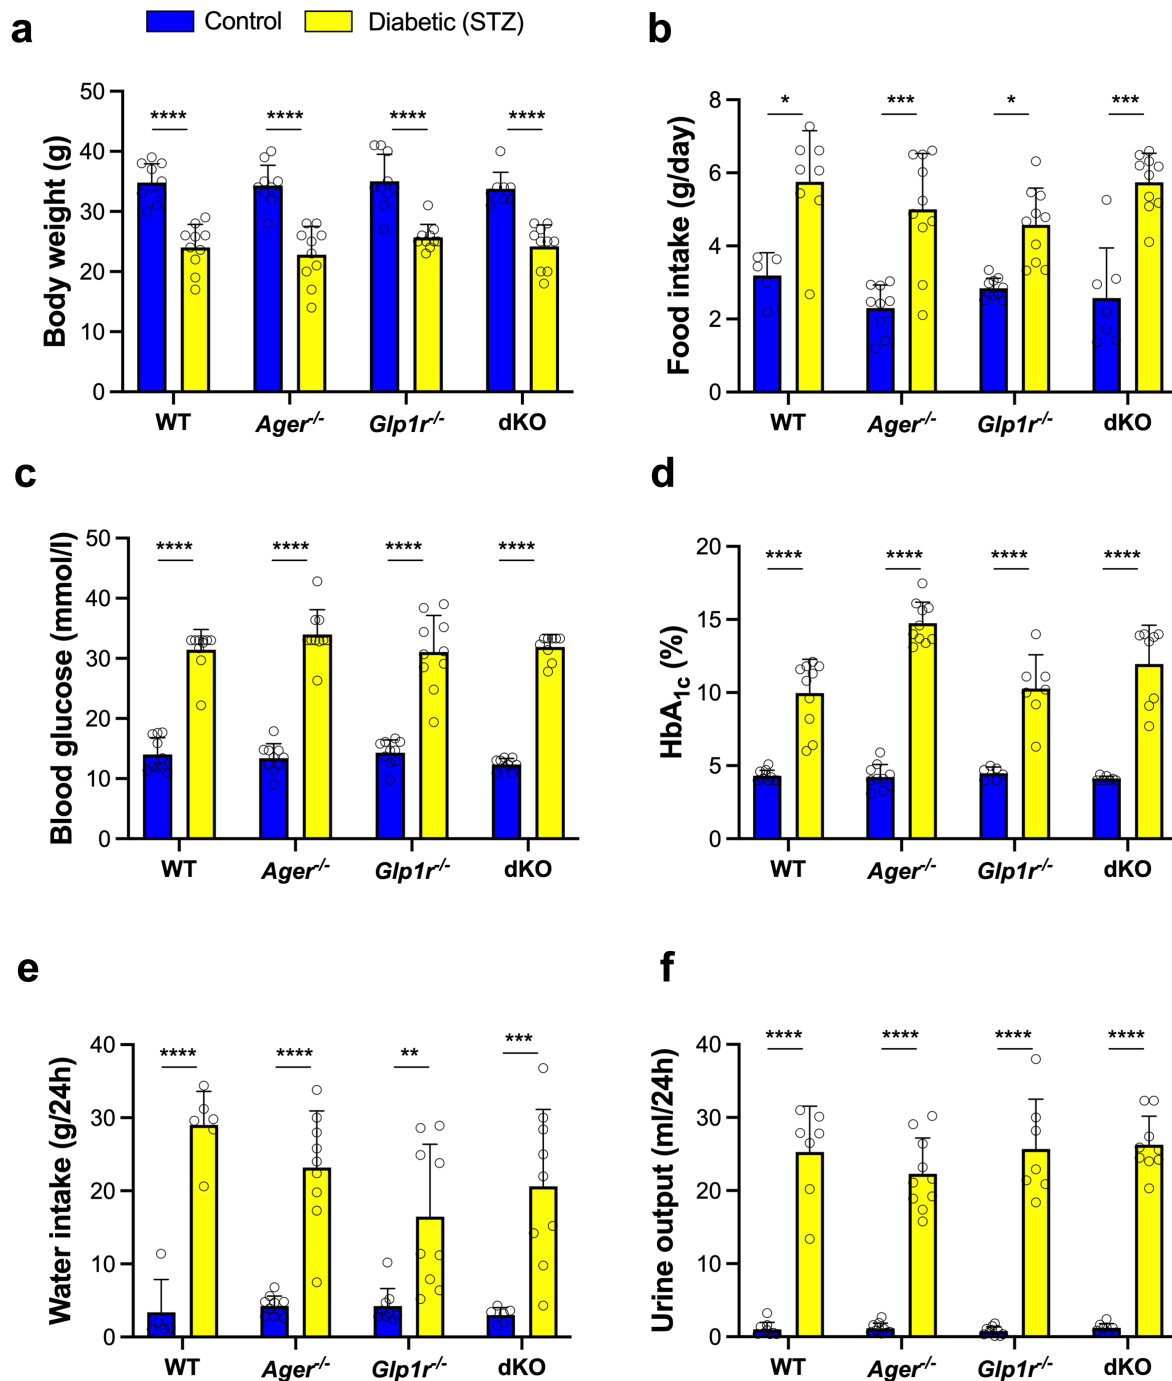 a
Control
Diabetic (STZ)
Body weight (g)
50
40
30
20
10
0
****
****
****
****
WT
Ager-/-
Glp1r-/-
dKO
b
Food intake (g/day)
8
6
4
2
0
*
***
*
***
WT
Ager-/-
Glp1r-/-
dKO
c
Blood glucose (mmol/l)
50
40
30
20
10
0
****
****
****
****
WT
Ager-/-
Glp1r-/-
dKO
d
HbA1c (%)
20
15
10
5
0
****
****
****
****
WT
Ager-/-
Glp1r-/-
dKO
e
Water intake (g/24h)
40
30
20
10
0
****
****
**
***
WT
Ager-/-
Glp1r-/-
dKO
f
Urine output (ml/24h)
40
30
20
10
0
****
****
****
****
WT
Ager-/-
Glp1r-/-
dKO